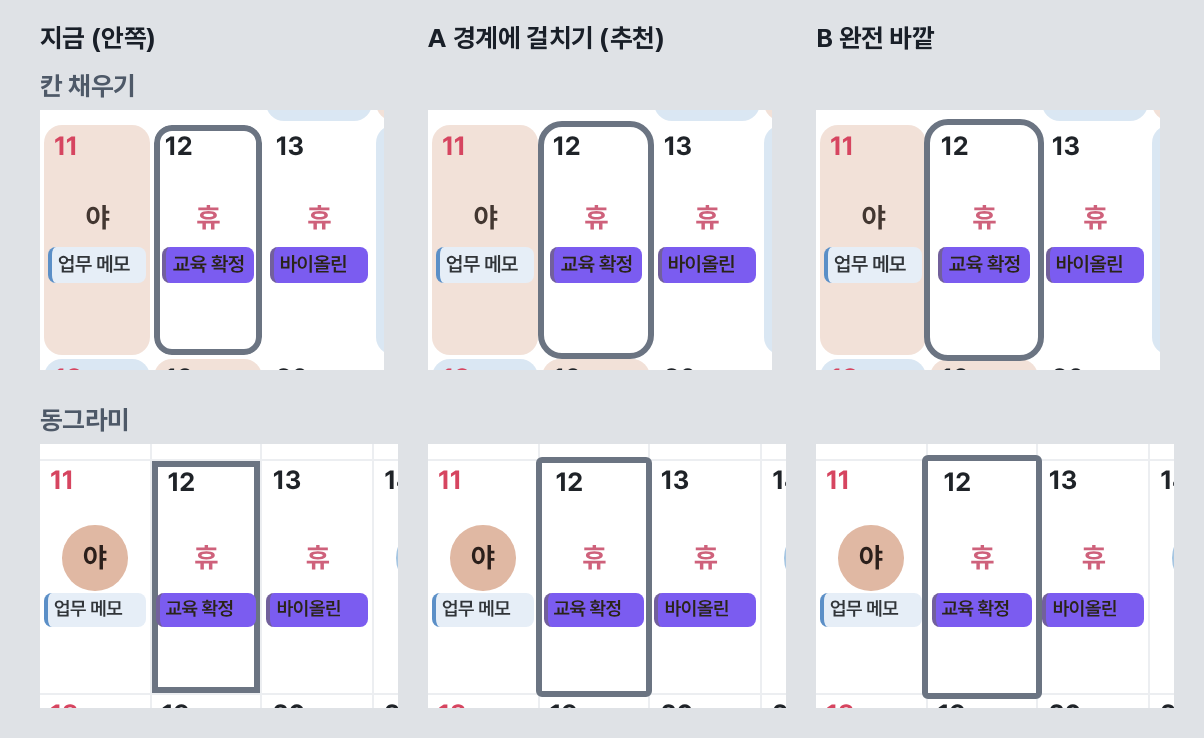 지금 (안쪽)
A 경계에 걸치기 (추천)
B 완전 바깥
칸 채우기
11 12 13
야 휴 휴
업무 메모 교육 확정 바이올린
11 12 13
야 휴 휴
업무 메모 교육 확정 바이올린
11 12 13
야 휴 휴
업무 메모 교육 확정 바이올린
동그라미
11 12 13
야 휴 휴
업무 메모 교육 확정 바이올린
11 12 13
야 휴 휴
업무 메모 교육 확정 바이올린
11 12 13
야 휴 휴
업무 메모 교육 확정 바이올린